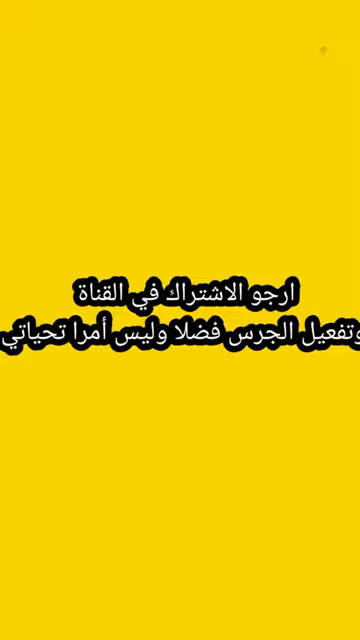 ارجو الاشتراك في القناة
وتفعيل الجرس فضلا وليس أمرا تحياتي